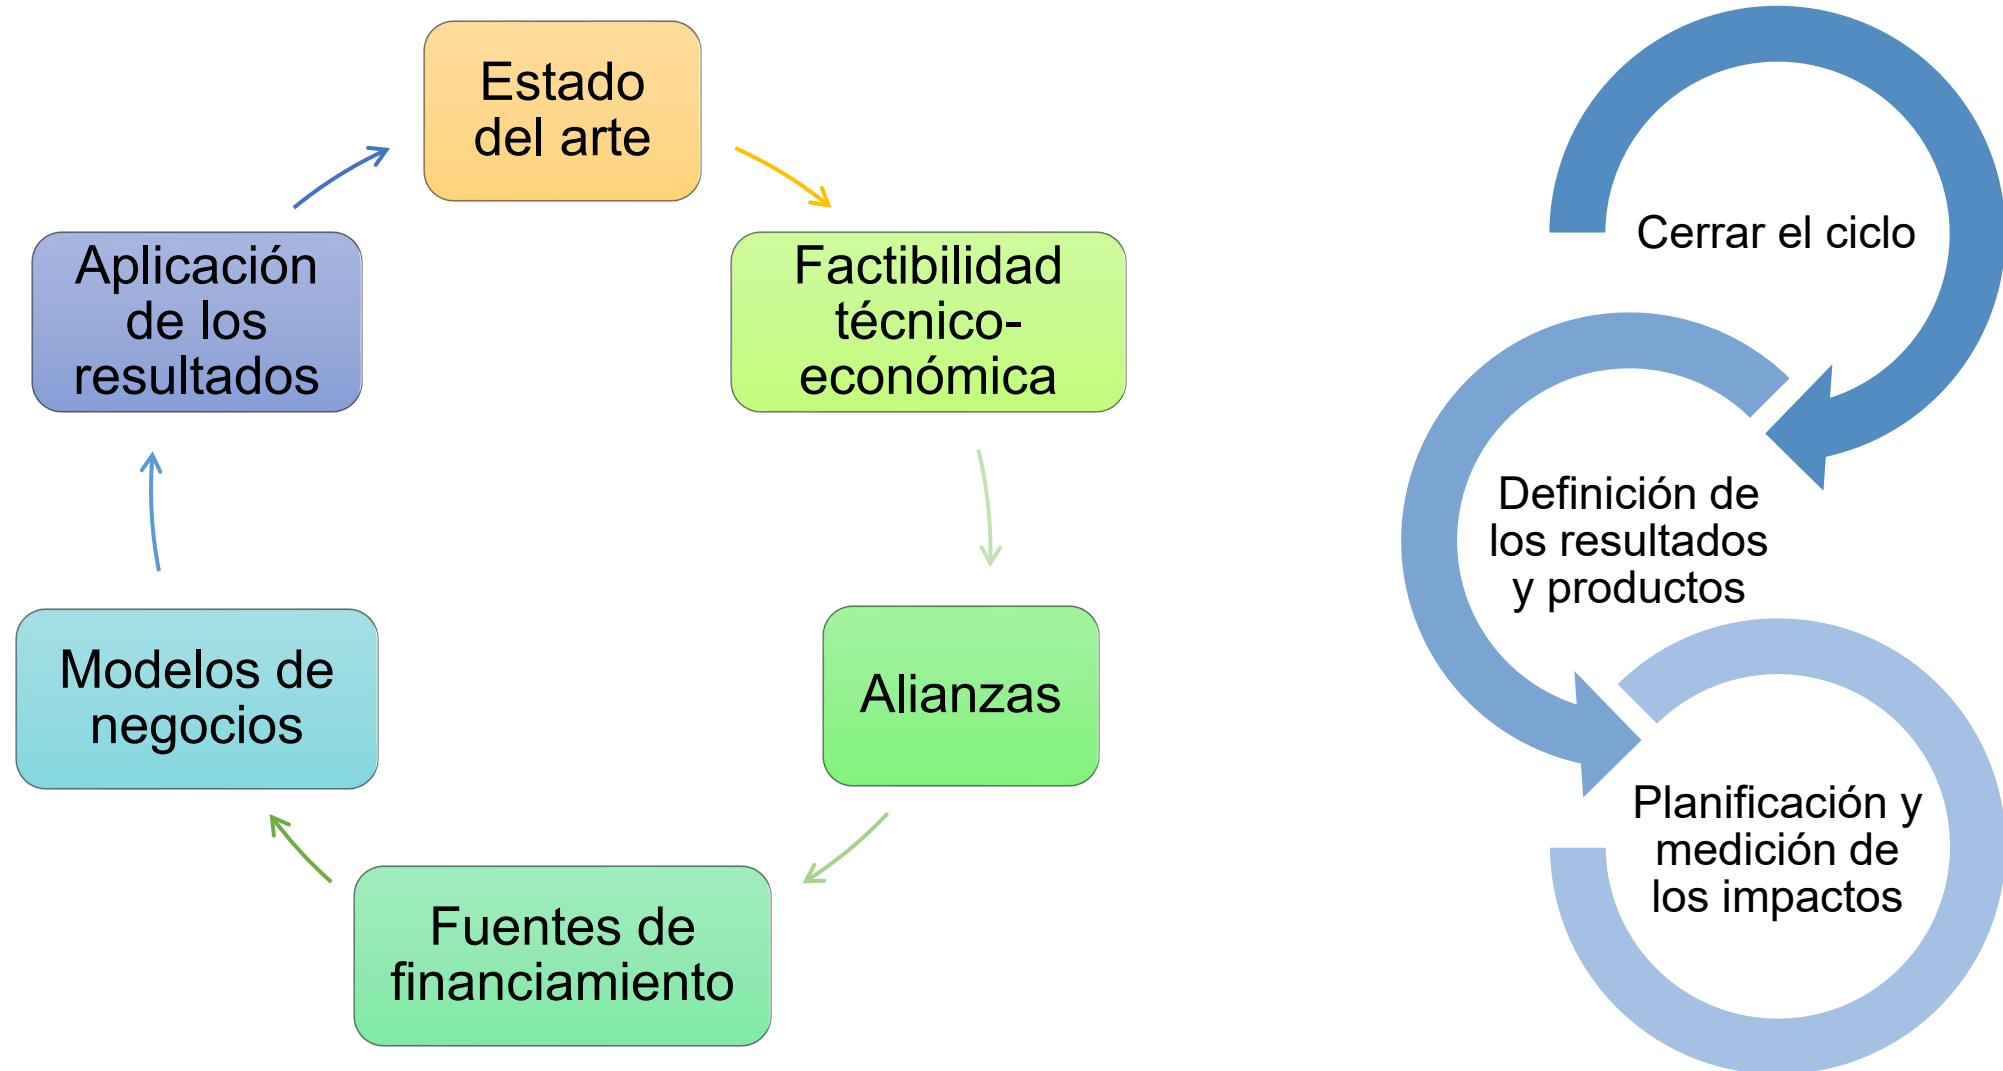 Estado
del arte
Factibilidad
técnico-
económica
Alianzas
Fuentes de
financiamiento
Modelos de
negocios
Aplicación
de los
resultados
Cerrar el ciclo
Definición de
los resultados
y productos
Planificación y
medición de
los impactos